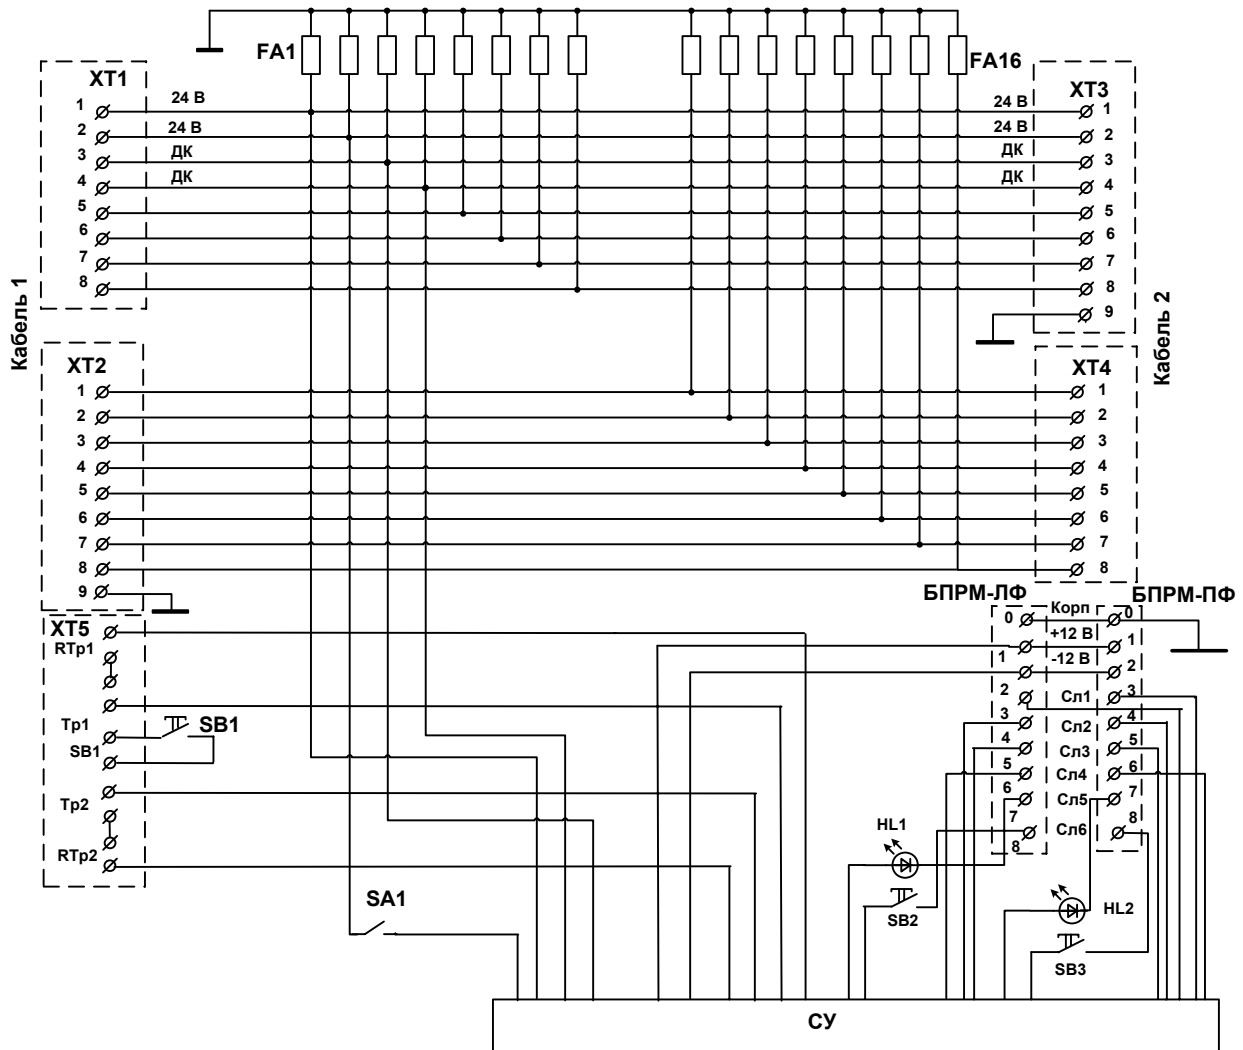 FA1
FA16
XT1
XT3
1 24 В 24 В 1
2 24 В 24 В 2
3 ДК ДК 3
4 ДК ДК 4
5 5
6 6
7 7
8 8
9
Кабель 1
Кабель 2
XT2
XT4
1 1
2 2
3 3
4 4
5 5
6 6
7 7
8 8
9
БПРМ-ЛФ
БПРМ-ПФ
XT5
RTp1
Tp1
SB1
SB1
Tp2
RTp2
0 Корп 0
+12 В 1
1 -12 В 2
2 Сл1 3
3 Сл2 4
4 Сл3 5
5 Сл4 6
6 Сл5 7
7 Сл6 8
8
HL1
SB2
HL2
SB3
SA1
СУ